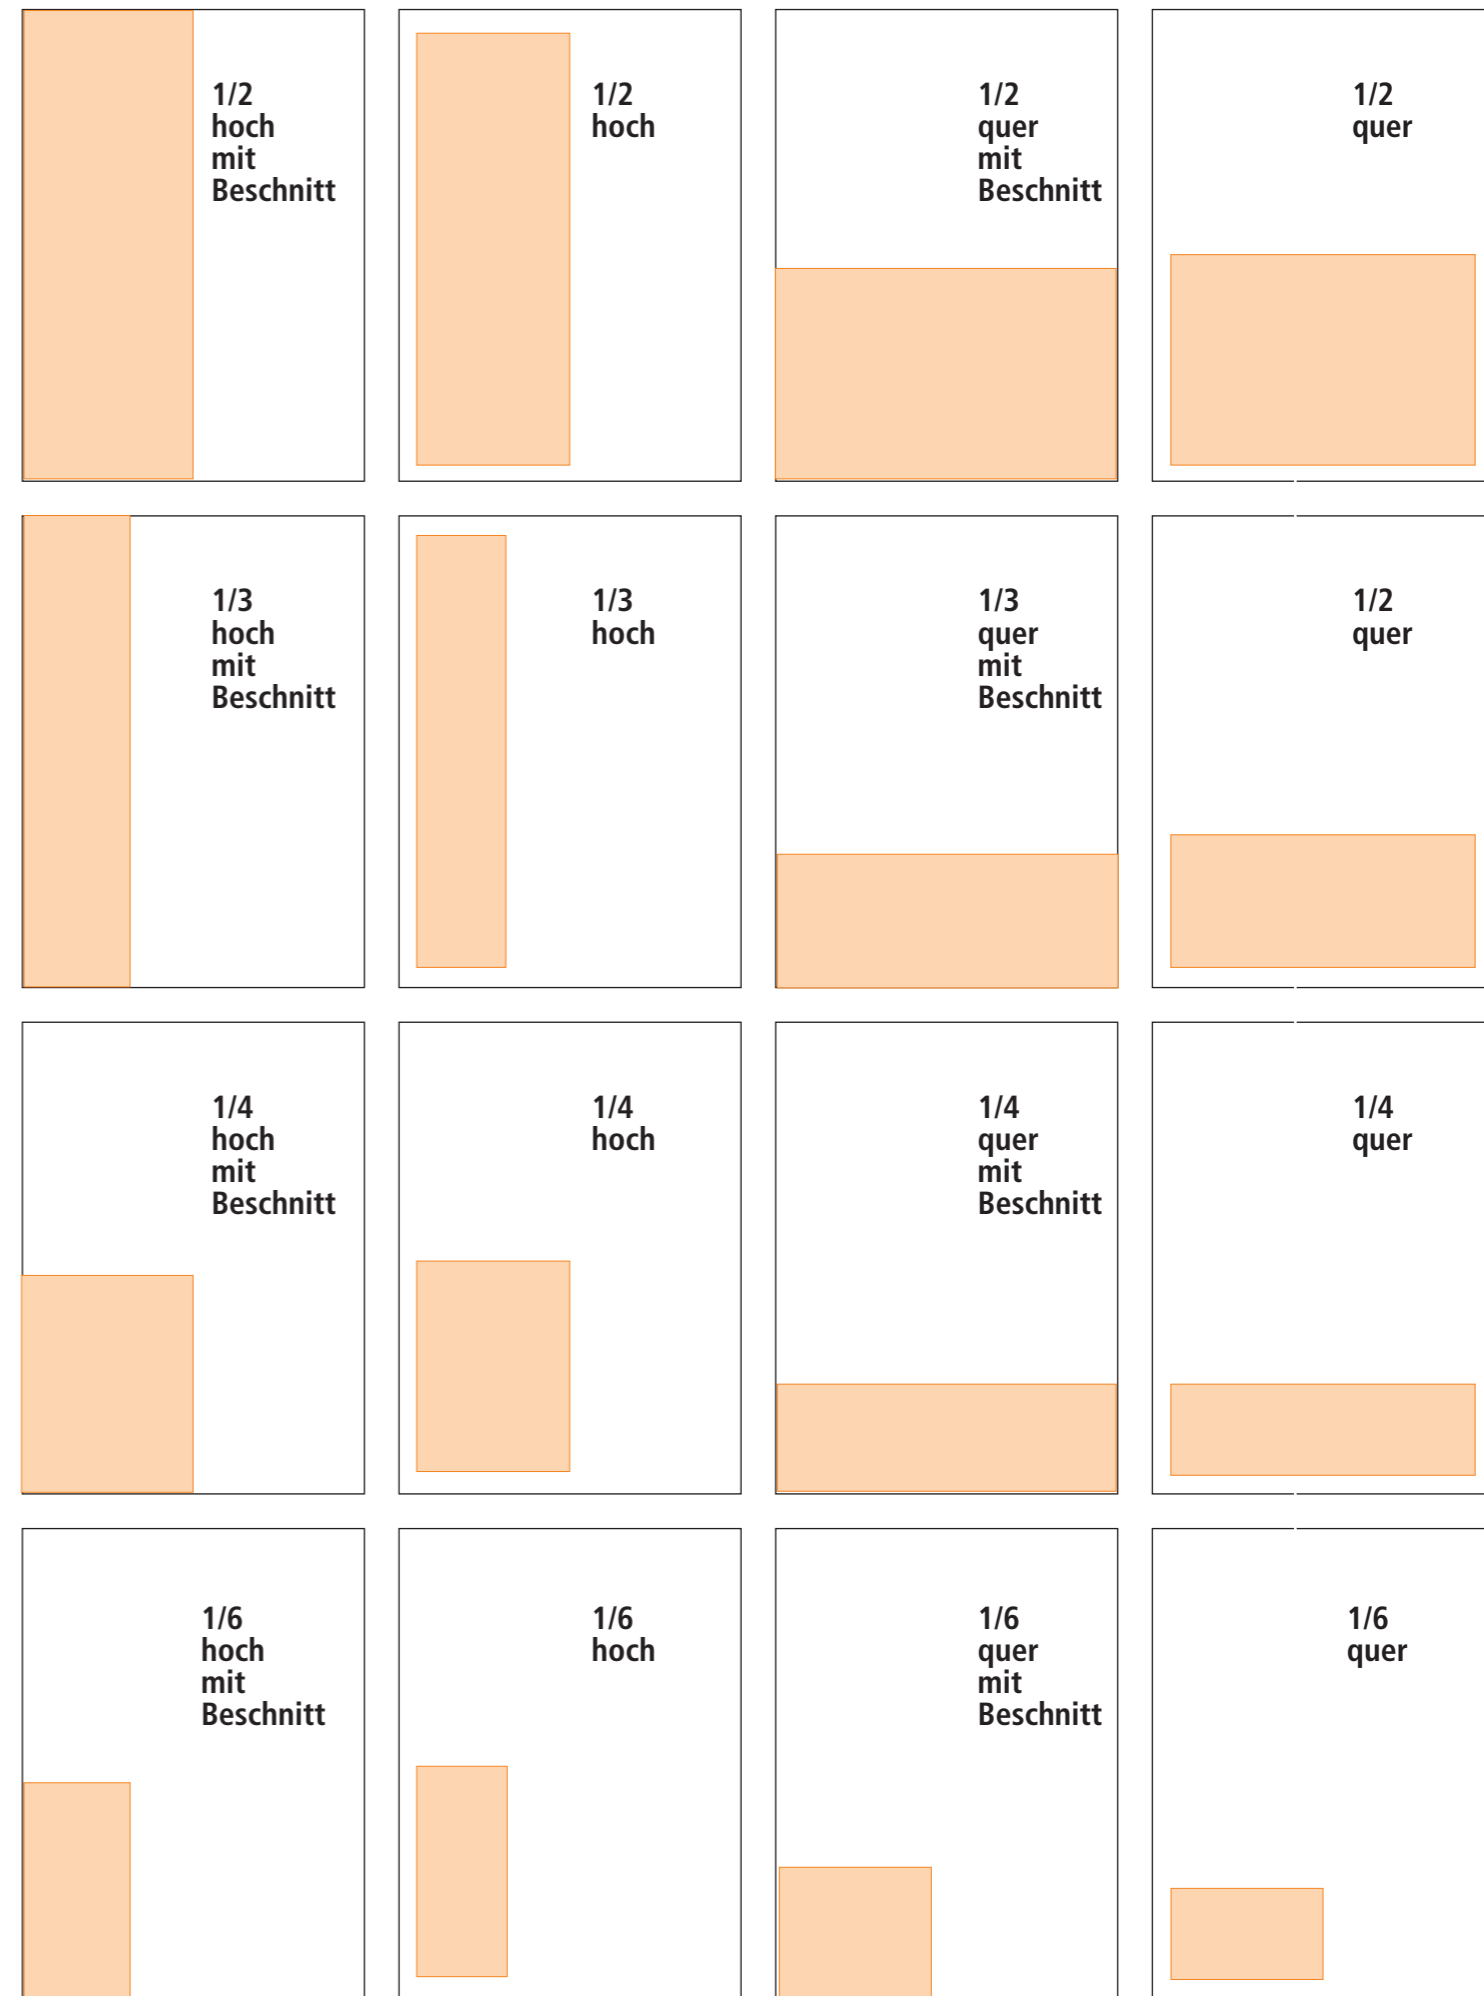 1/2
hoch
mit
Beschnitt
1/2
hoch
1/2
quer
mit
Beschnitt
1/2
quer
1/3
hoch
mit
Beschnitt
1/3
hoch
1/3
quer
mit
Beschnitt
1/2
quer
1/4
hoch
mit
Beschnitt
1/4
hoch
1/4
quer
mit
Beschnitt
1/4
quer
1/6
hoch
mit
Beschnitt
1/6
hoch
1/6
quer
mit
Beschnitt
1/6
quer